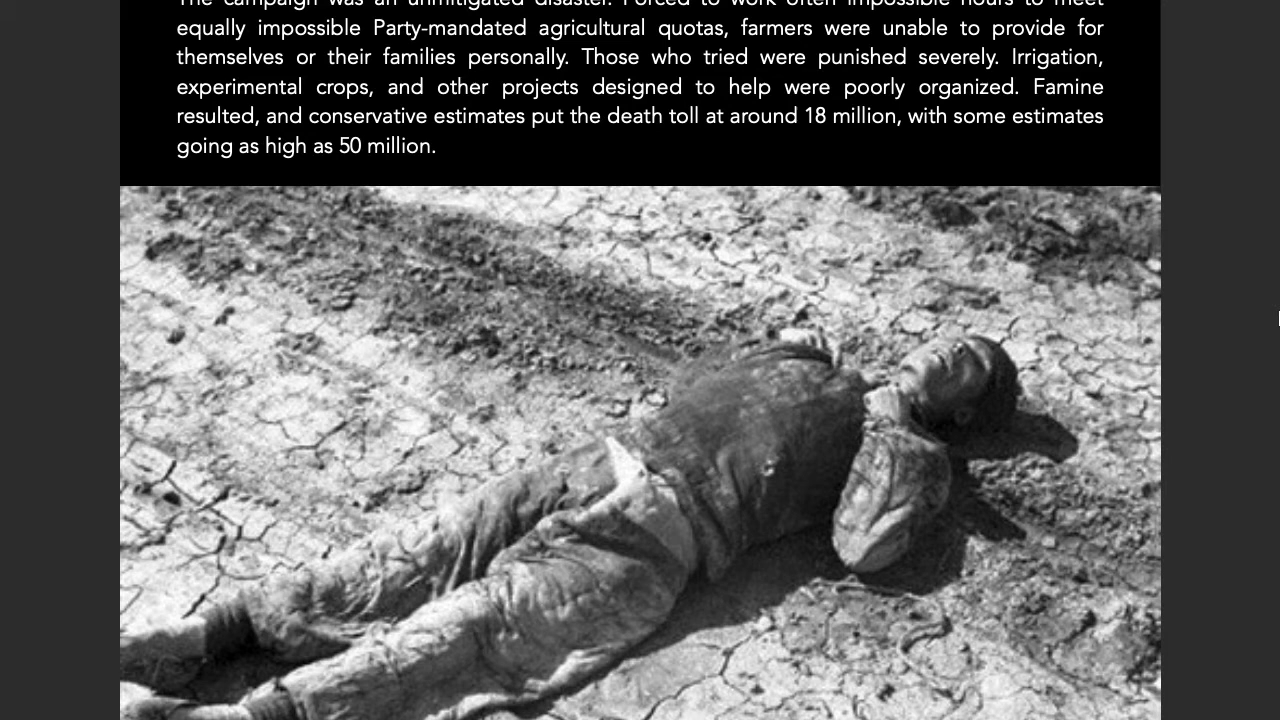 The campaign was an unmitigated disaster. Forced to work often impossible hours to meet
equally impossible Party-mandated agricultural quotas, farmers were unable to provide for
themselves or their families personally. Those who tried were punished severely. Irrigation,
experimental crops, and other projects designed to help were poorly organized. Famine
resulted, and conservative estimates put the death toll at around 18 million, with some estimates
going as high as 50 million.